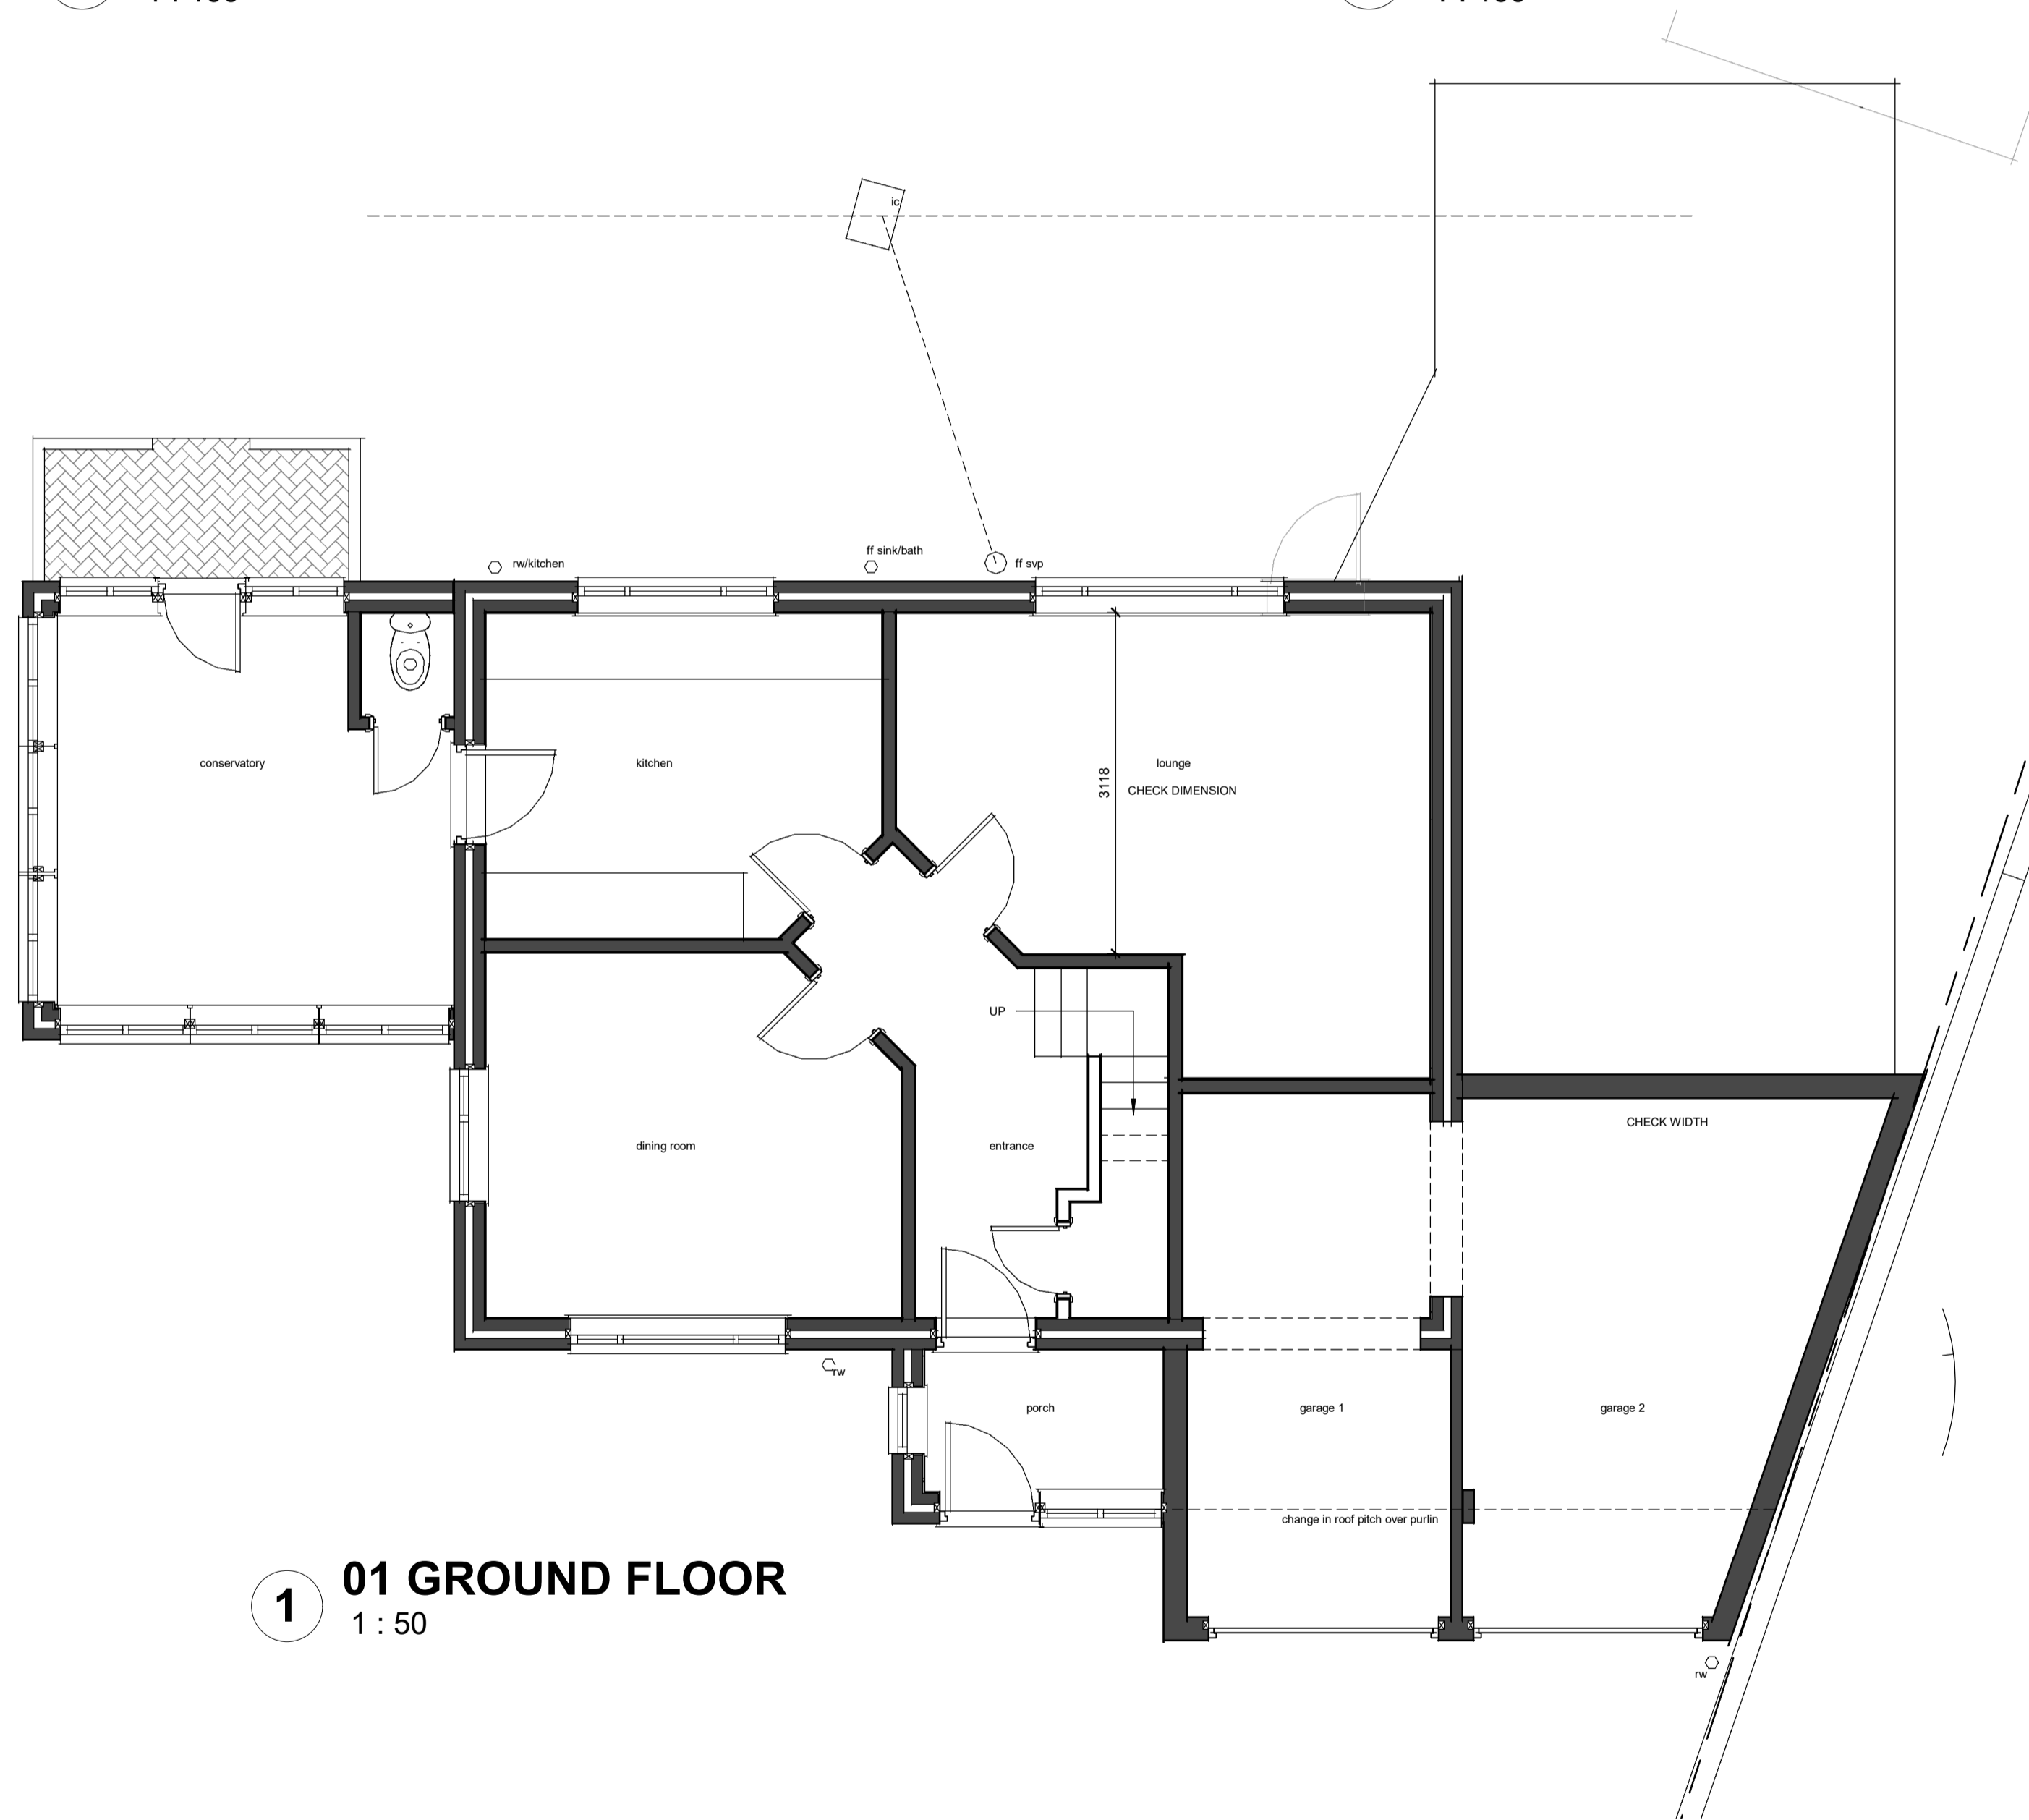 ic
rw/kitchen
ff sink/bath
ff svp
conservatory
kitchen
lounge
3118
CHECK DIMENSION
UP
CHECK WIDTH
dining room
entrance
rw
porch
garage 1
garage 2
change in roof pitch over purlin
1
01 GROUND FLOOR
1 : 50
rw